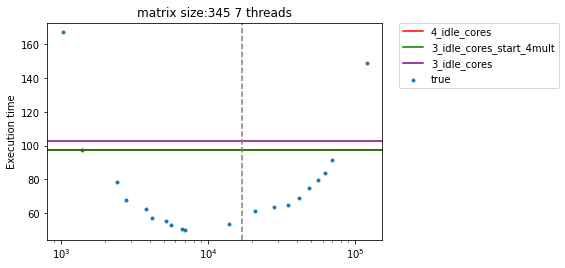 matrix size:345 7 threads
4_idle_cores
3_idle_cores_start_4mult
3_idle_cores
true
Execution time
160
140
120
100
80
60
10³
10⁴
10⁵